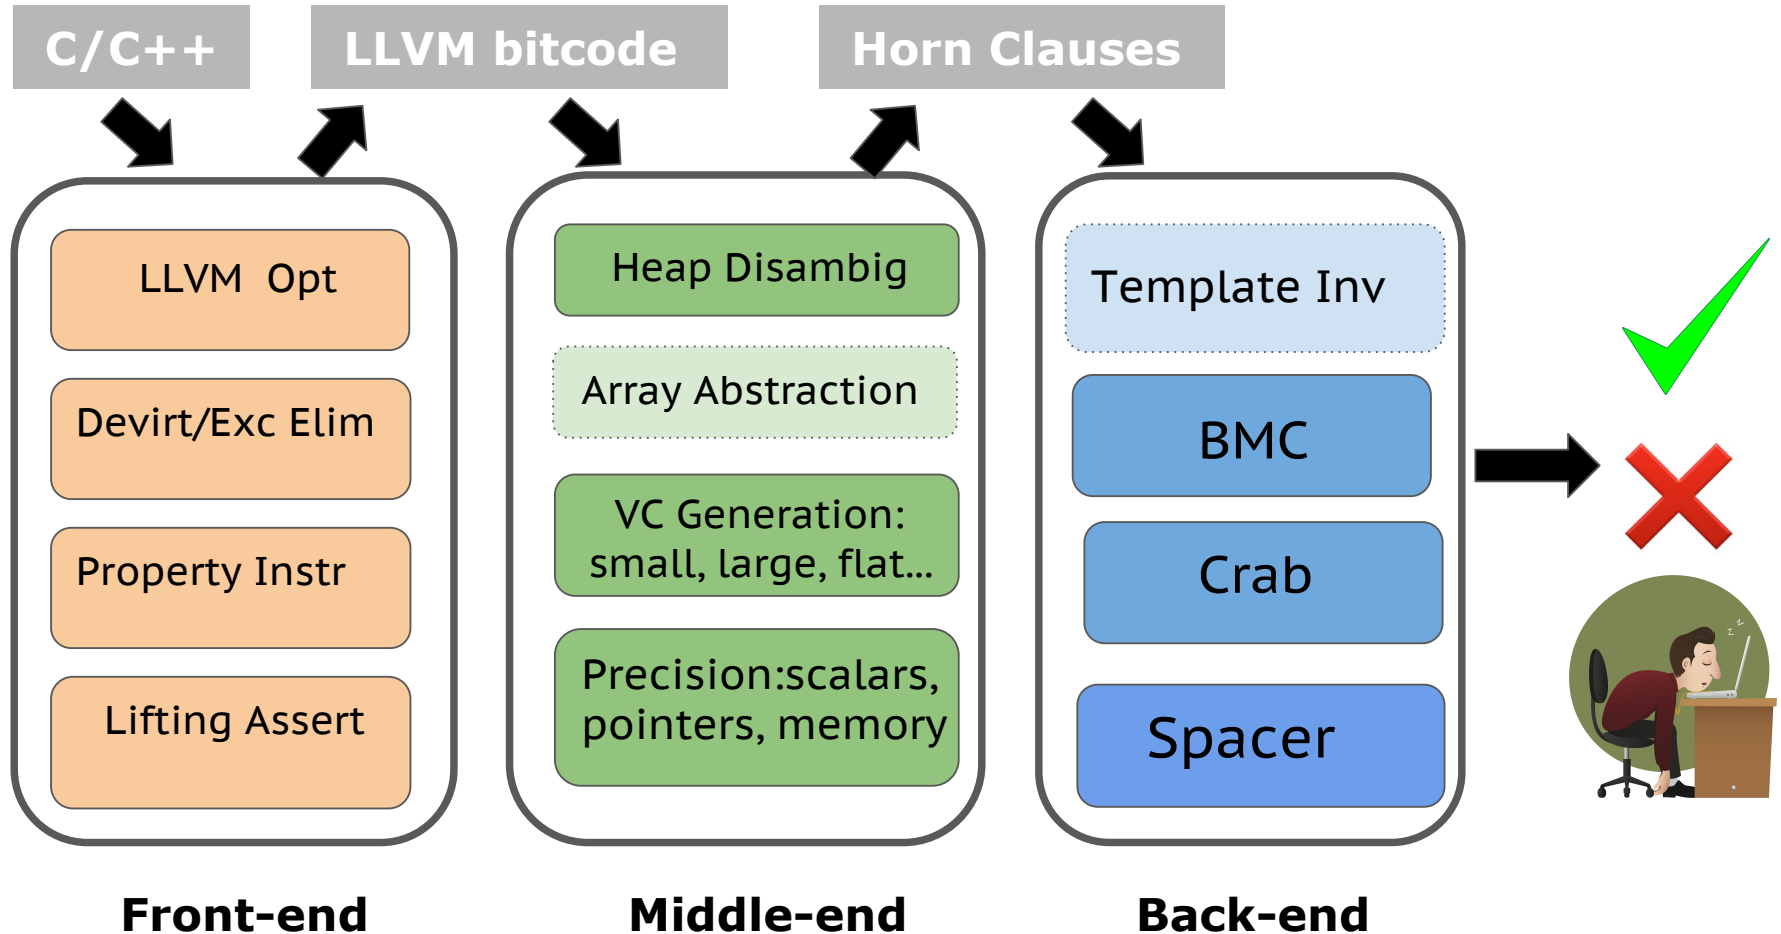 C/C++
LLVM bitcode
Horn Clauses
LLVM Opt
Devirt/Exc Elim
Property Instr
Lifting Assert
Front-end
Heap Disambig
Array Abstraction
VC Generation:
small, large, flat...
Precision:scalars,
pointers, memory
Middle-end
Template Inv
BMC
Crab
Spacer
Back-end
z z